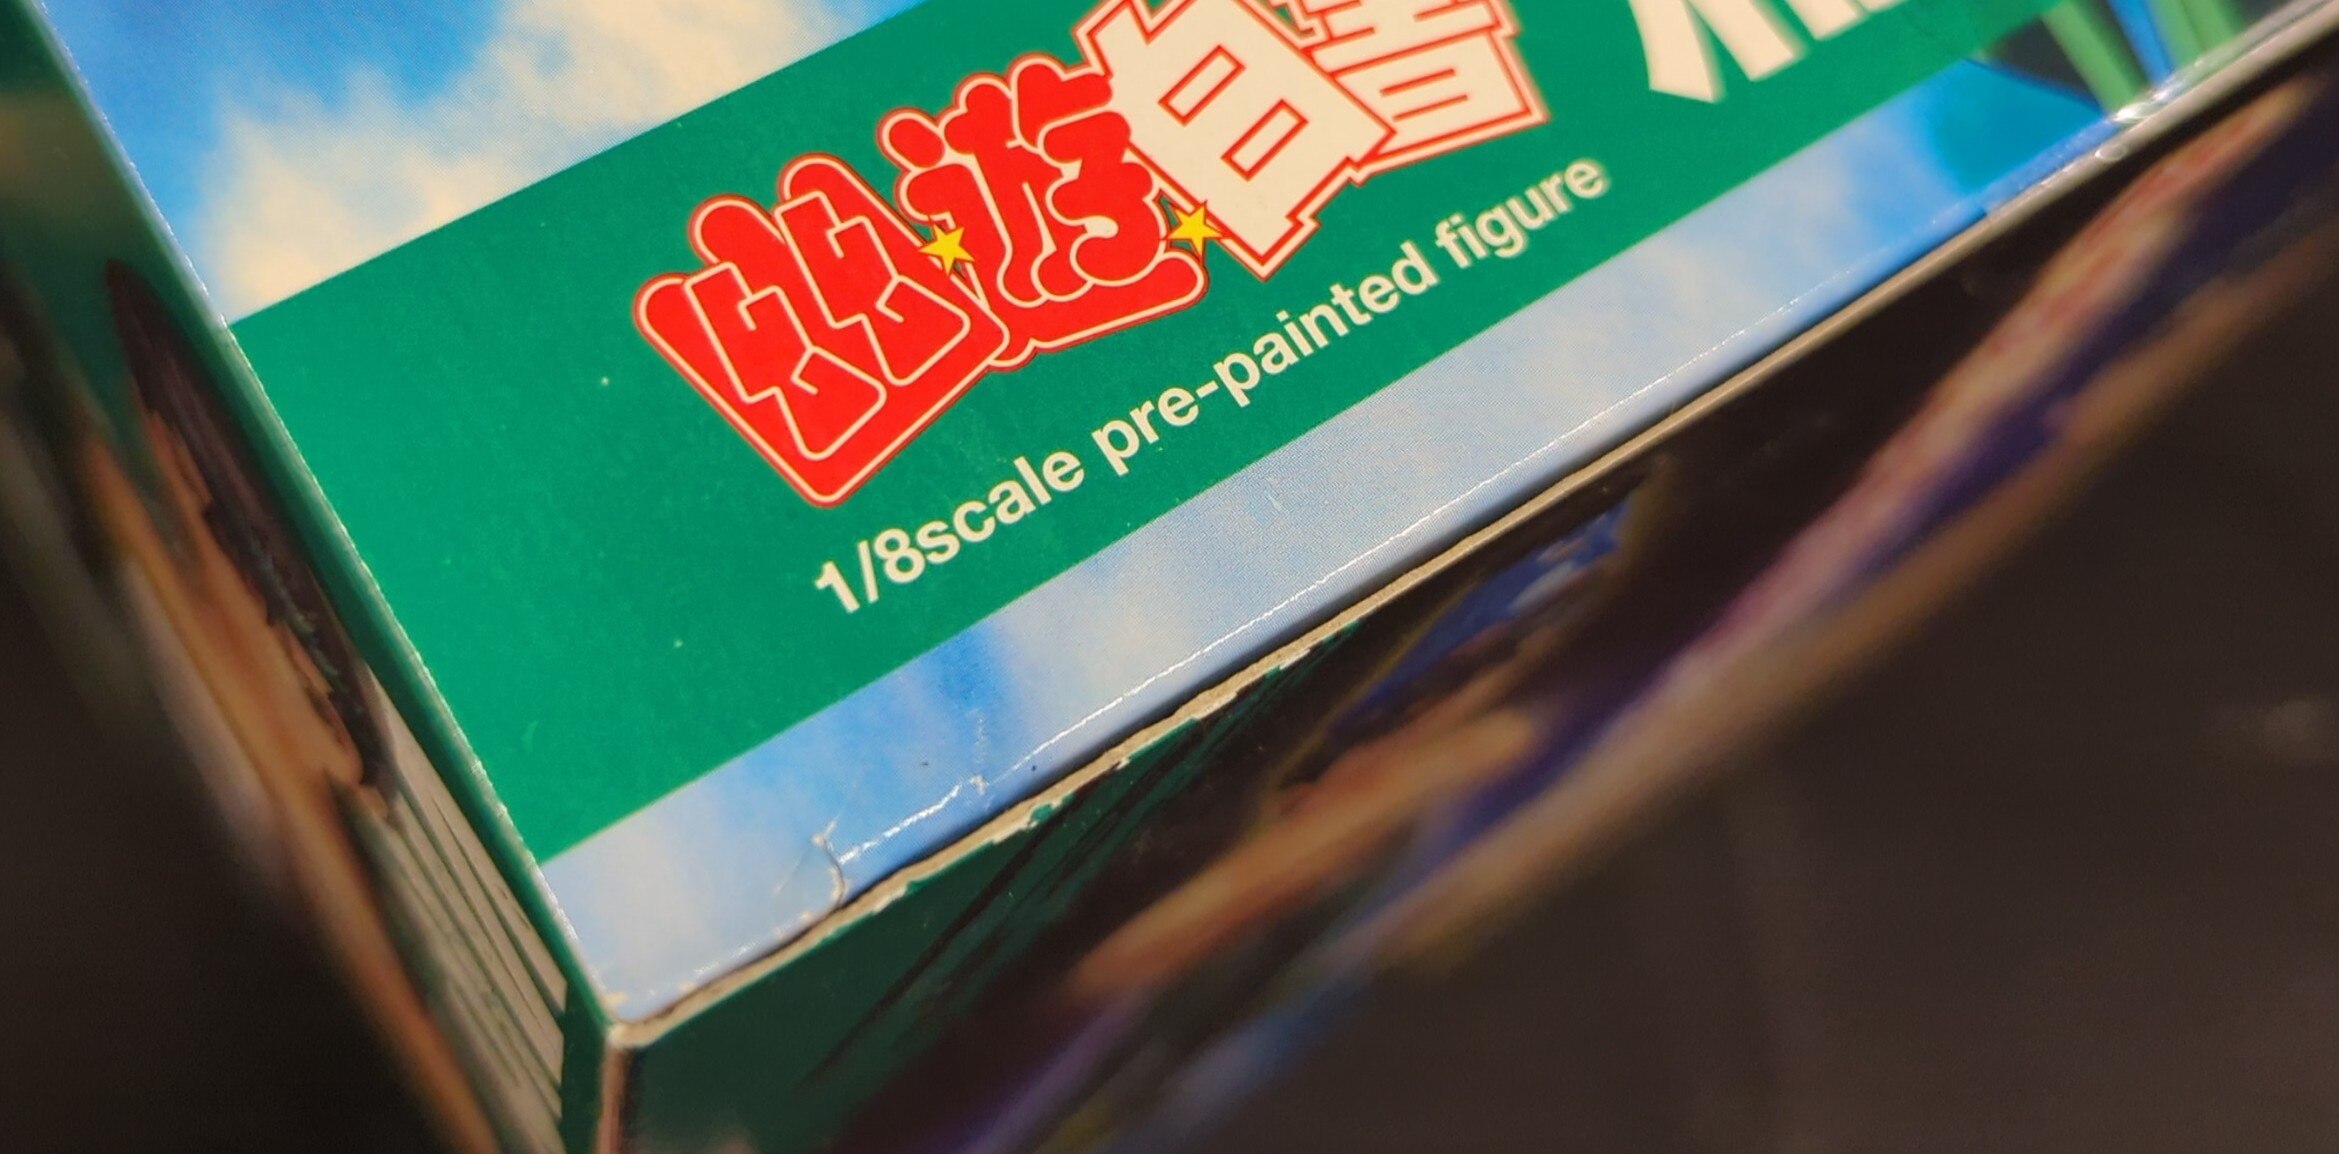 幽遊白書
1/8scale pre-painted figure